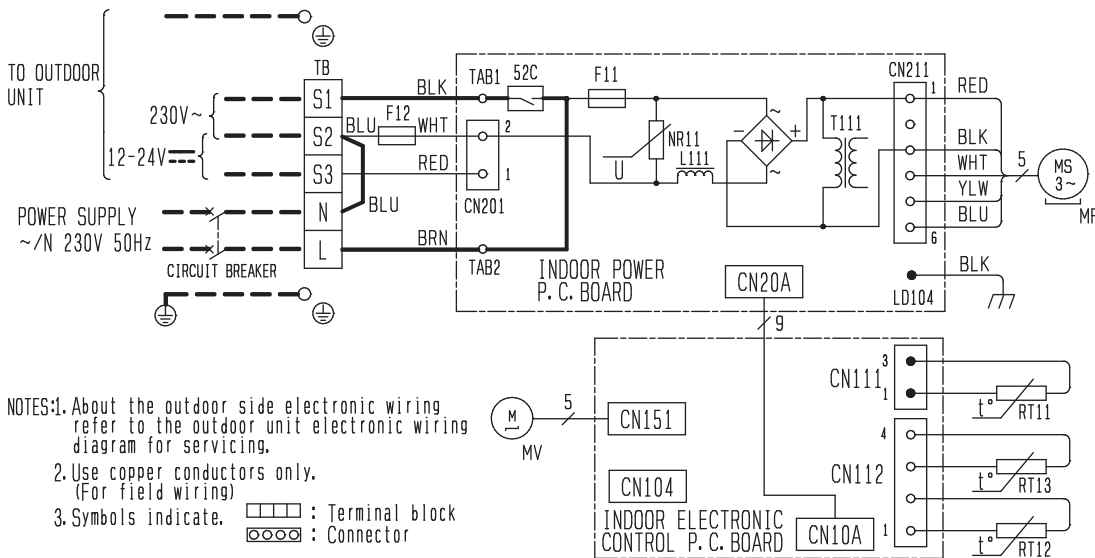 TO OUTDOOR
UNIT
230V~
12-24V
POWER SUPPLY
~/N 230V 50Hz
CIRCUIT BREAKER
TB
S1
S2
S3
N
L
BLK
BLU
F12
WHT
RED
BLU
BRN
TAB1
52C
F11
2
1
CN201
TAB2
U
NR11
L111
~
-
+
~
T111
CN211
1
6
RED
BLK
WHT
YLW
BLU
5
MS
3~
MF
INDOOR POWER
P.C.BOARD
CN20A
LD104
BLK
9
CN111
3
1
t°
RT11
CN112
4
1
t°
RT13
t°
RT12
M
MV
5
CN151
CN104
INDOOR ELECTRONIC
CONTROL P.C.BOARD
CN10A
NOTES:1. About the outdoor side electronic wiring
refer to the outdoor unit electronic wiring
diagram for servicing.
2. Use copper conductors only.
(For field wiring)
3. Symbols indicate.
: Terminal block
: Connector